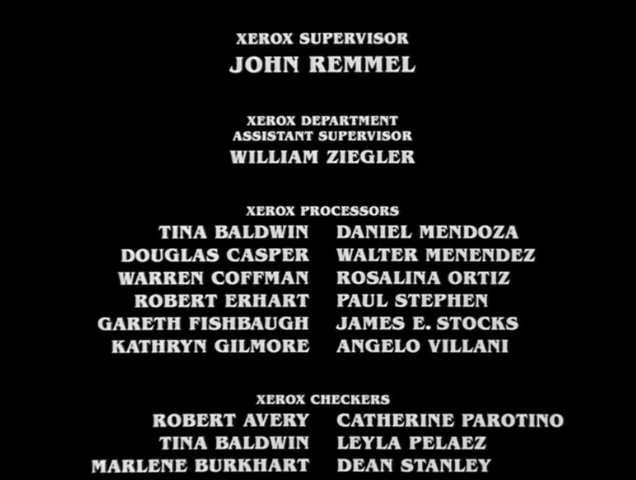 XEROX SUPERVISOR
JOHN REMMEL
XEROX DEPARTMENT
ASSISTANT SUPERVISOR
WILLIAM ZIEGLER
XEROX PROCESSORS
TINA BALDWIN DANIEL MENDOZA
DOUGLAS CASPER WALTER MENENDEZ
WARREN COFFMAN ROSALINA ORTIZ
ROBERT ERHART PAUL STEPHEN
GARETH FISHBAUGH JAMES E. STOCKS
KATHRYN GILMORE ANGELO VILLANI
XEROX CHECKERS
ROBERT AVERY CATHERINE PAROTINO
TINA BALDWIN LEYLA PELAEZ
MARLENE BURKHART DEAN STANLEY